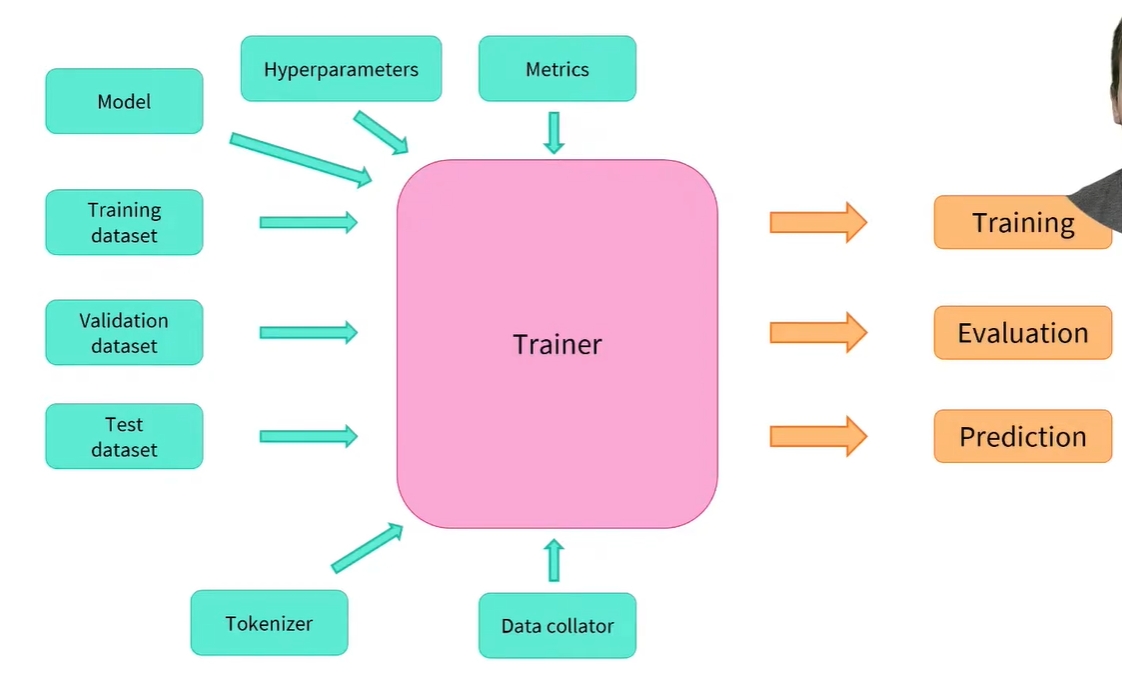 Hyperparameters
Metrics
Model
Training
dataset
Training
Validation
dataset
Trainer
Evaluation
Test
dataset
Prediction
Tokenizer
Data collator